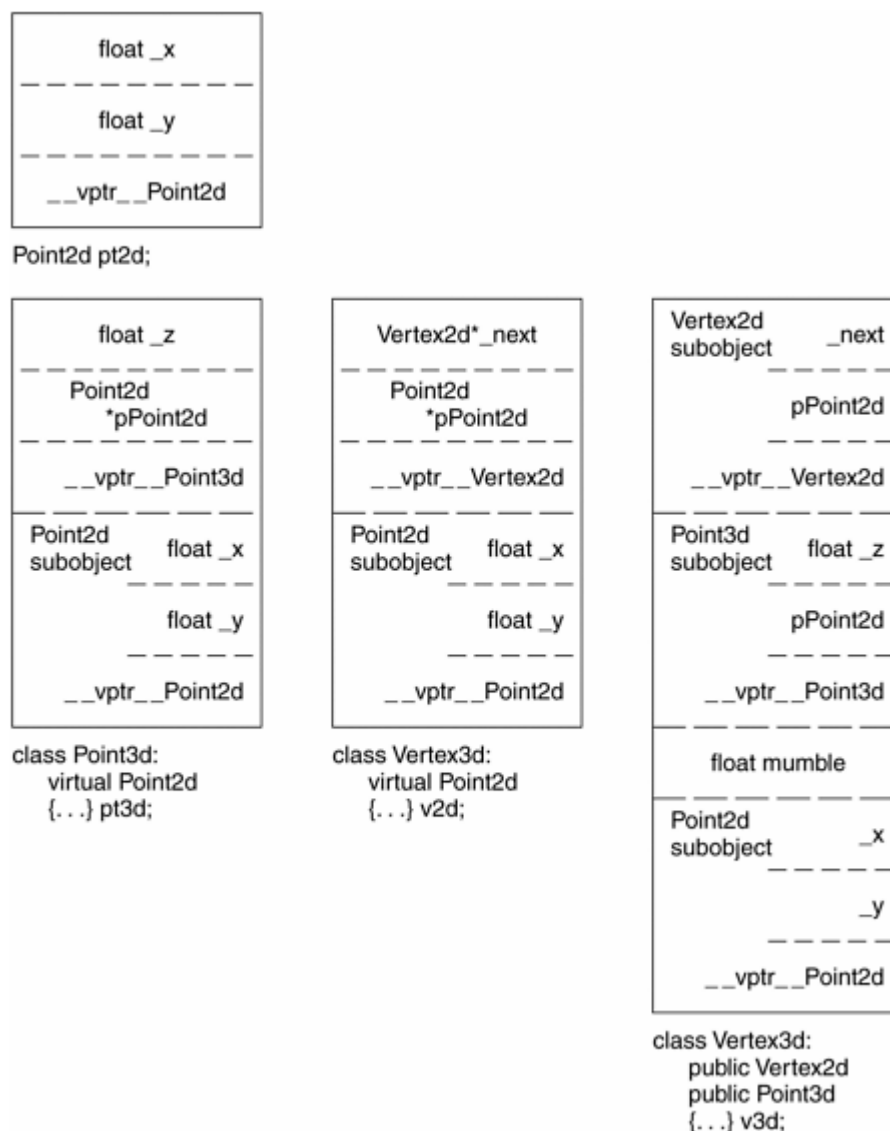 float _x
float _y
__vptr__Point2d
Point2d pt2d;
float _z
Point2d
*pPoint2d
__vptr__Point3d
Point2d
subobject float _x
float _y
__vptr__Point2d
class Point3d:
virtual Point2d
{. . .} pt3d;
Vertex2d*_next
Point2d
*pPoint2d
__vptr__Vertex2d
Point2d
subobject float _x
float _y
__vptr__Point2d
class Vertex3d:
virtual Point2d
{. . .} v2d;
Vertex2d
subobject _next
pPoint2d
__vptr__Vertex2d
Point3d
subobject float _z
pPoint2d
__vptr__Point3d
float mumble
Point2d
subobject _x
_y
__vptr__Point2d
class Vertex3d:
public Vertex2d
public Point3d
{. . .} v3d;